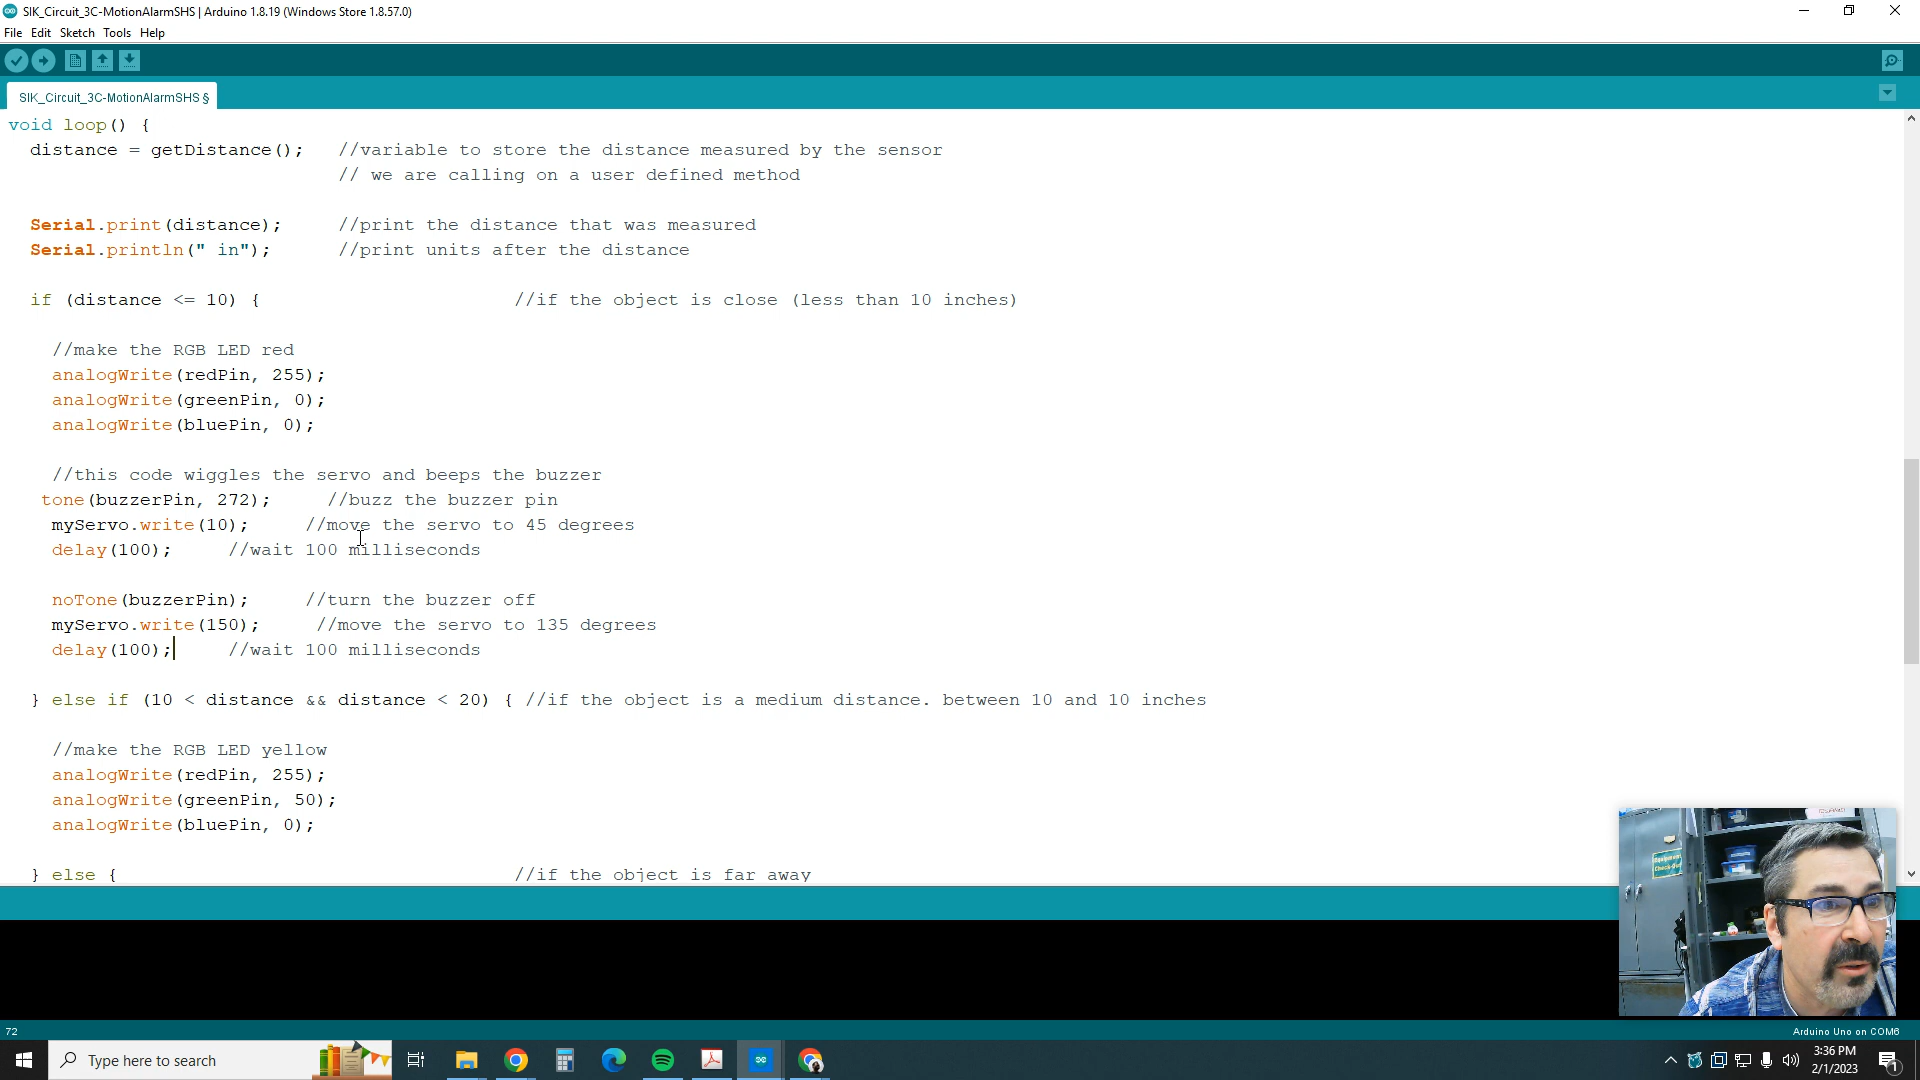 SIK_Circuit_3C-MotionAlarmSHS | Arduino 1.8.19 (Windows Store 1.8.57.0)
File Edit Sketch Tools Help
SIK_Circuit_3C-MotionAlarmSHS §
void loop() {
distance = getDistance(); //variable to store the distance measured by the sensor
// we are calling on a user defined method
Serial.print(distance); //print the distance that was measured
Serial.println(" in"); //print units after the distance
if (distance <= 10) { //if the object is close (less than 10 inches)
//make the RGB LED red
analogWrite(redPin, 255);
analogWrite(greenPin, 0);
analogWrite(bluePin, 0);
//this code wiggles the servo and beeps the buzzer
tone(buzzerPin, 272); //buzz the buzzer pin
myServo.write(10); //move the servo to 45 degrees
delay(100); //wait 100 milliseconds
noTone(buzzerPin); //turn the buzzer off
myServo.write(150); //move the servo to 135 degrees
delay(100); //wait 100 milliseconds
} else if (10 < distance && distance < 20) { //if the object is a medium distance. between 10 and 10 inches
//make the RGB LED yellow
analogWrite(redPin, 255);
analogWrite(greenPin, 50);
analogWrite(bluePin, 0);
} else { //if the object is far away
72
Arduino Uno on COM6
Type here to search
3:36 PM
2/1/2023
1